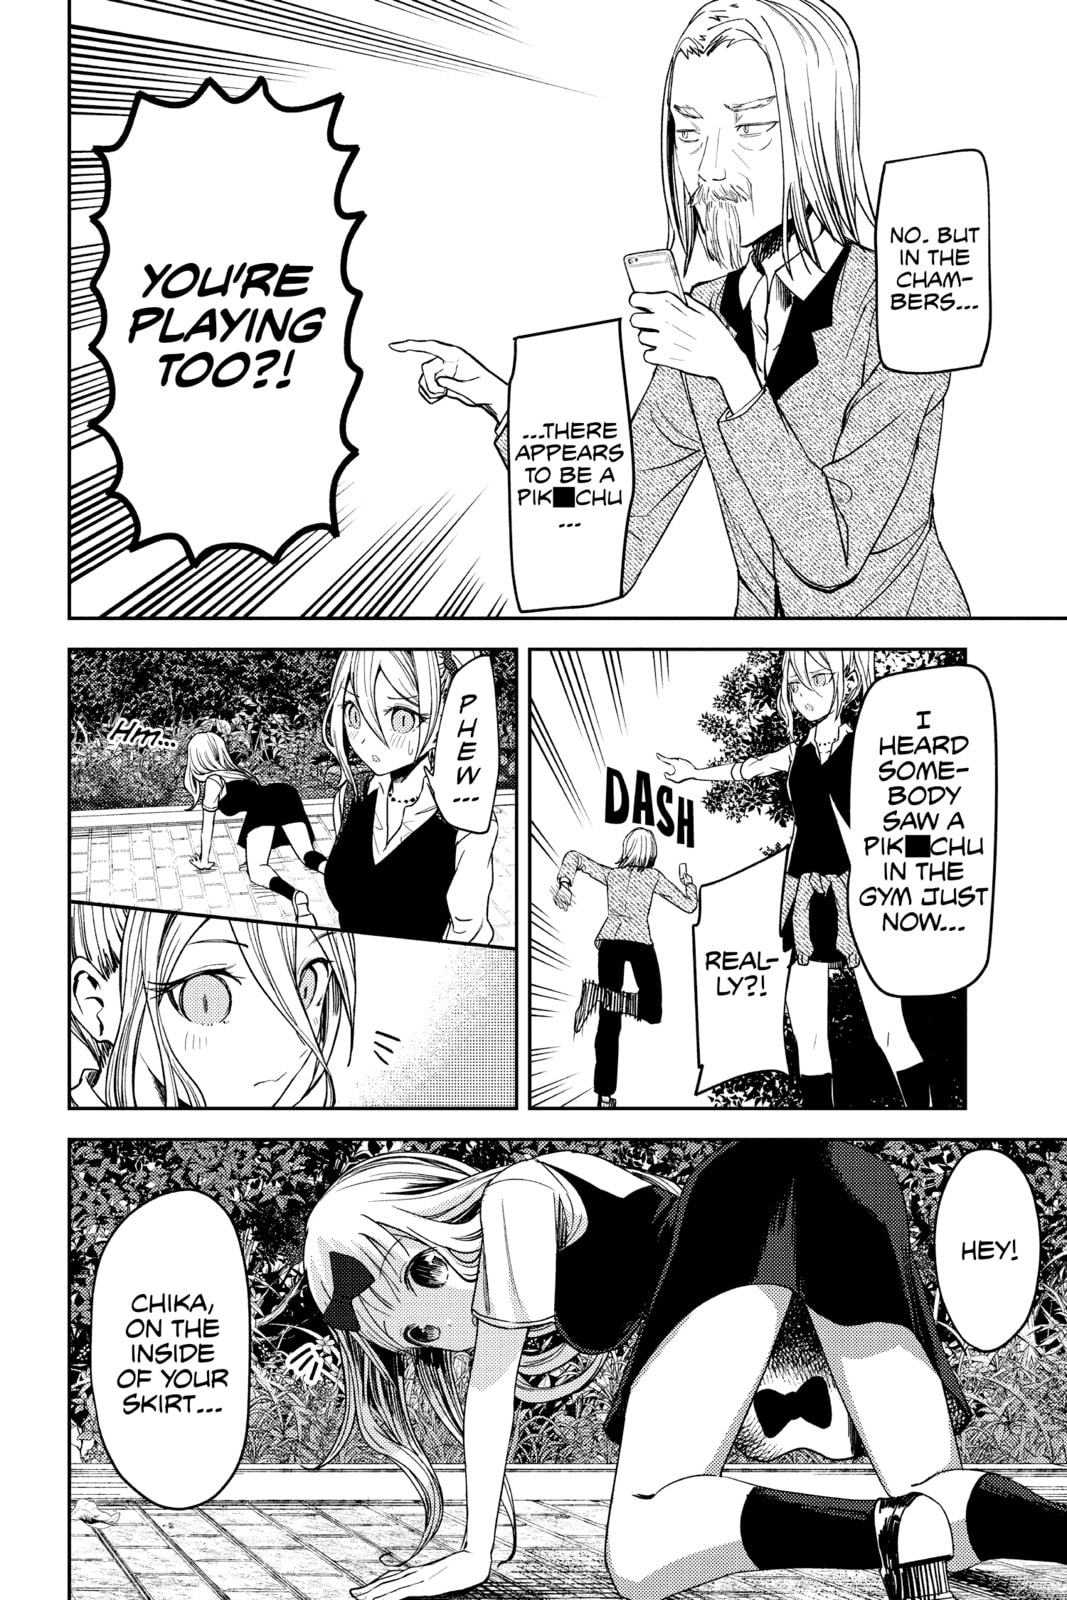 NO. BUT
IN THE
CHAM-
BERS...
...THERE
APPEARS
TO BE A
PIK■CHU
...
YOU'RE
PLAYING
TOO?!
I
HEARD
SOME-
BODY
SAW A
PIK■CHU
IN THE
GYM JUST
NOW...
DASH
REAL-
LY?!
PHEW...
Hm...
HEY!
CHIKA,
ON THE
INSIDE
OF YOUR
SKIRT...